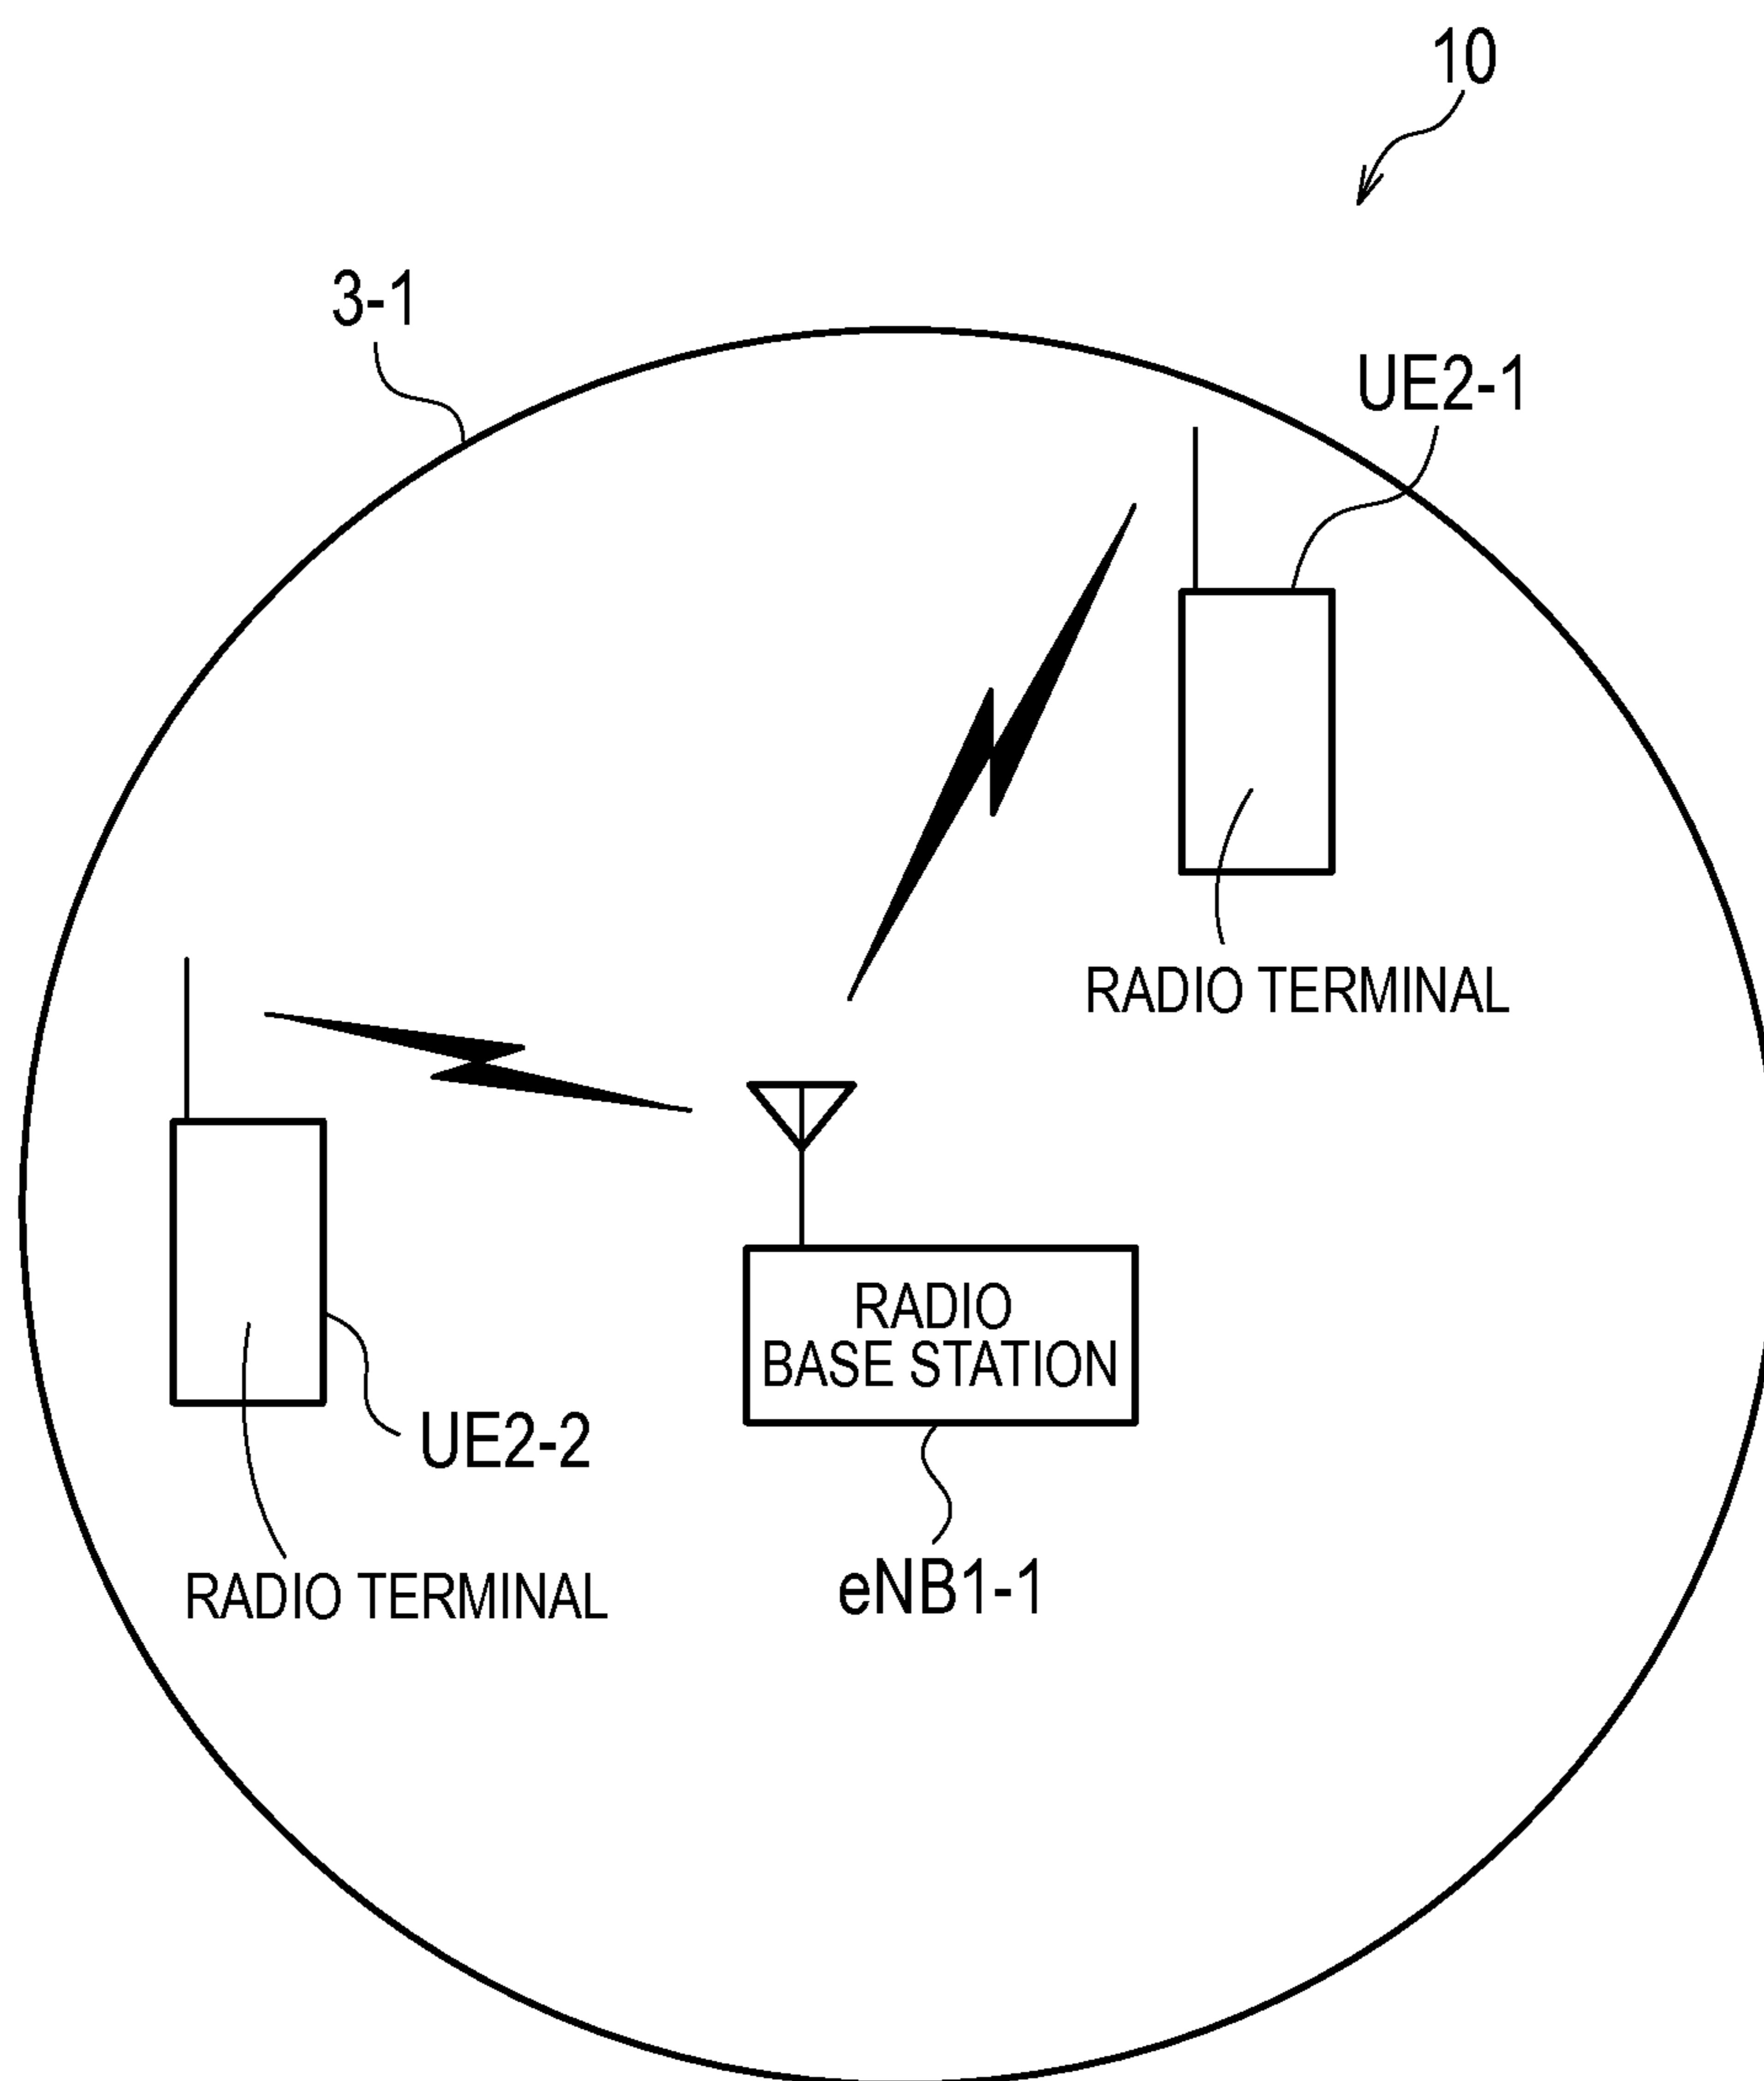 10
3-1
UE2-1
RADIO TERMINAL
RADIO
BASE STATION
UE2-2
eNB1-1
RADIO TERMINAL